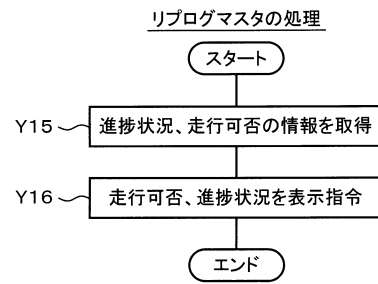 リプログマスタの処理
スタート
Y15 進捗状況、走行可否の情報を取得
Y16 走行可否、進捗状況を表示指令
エンド